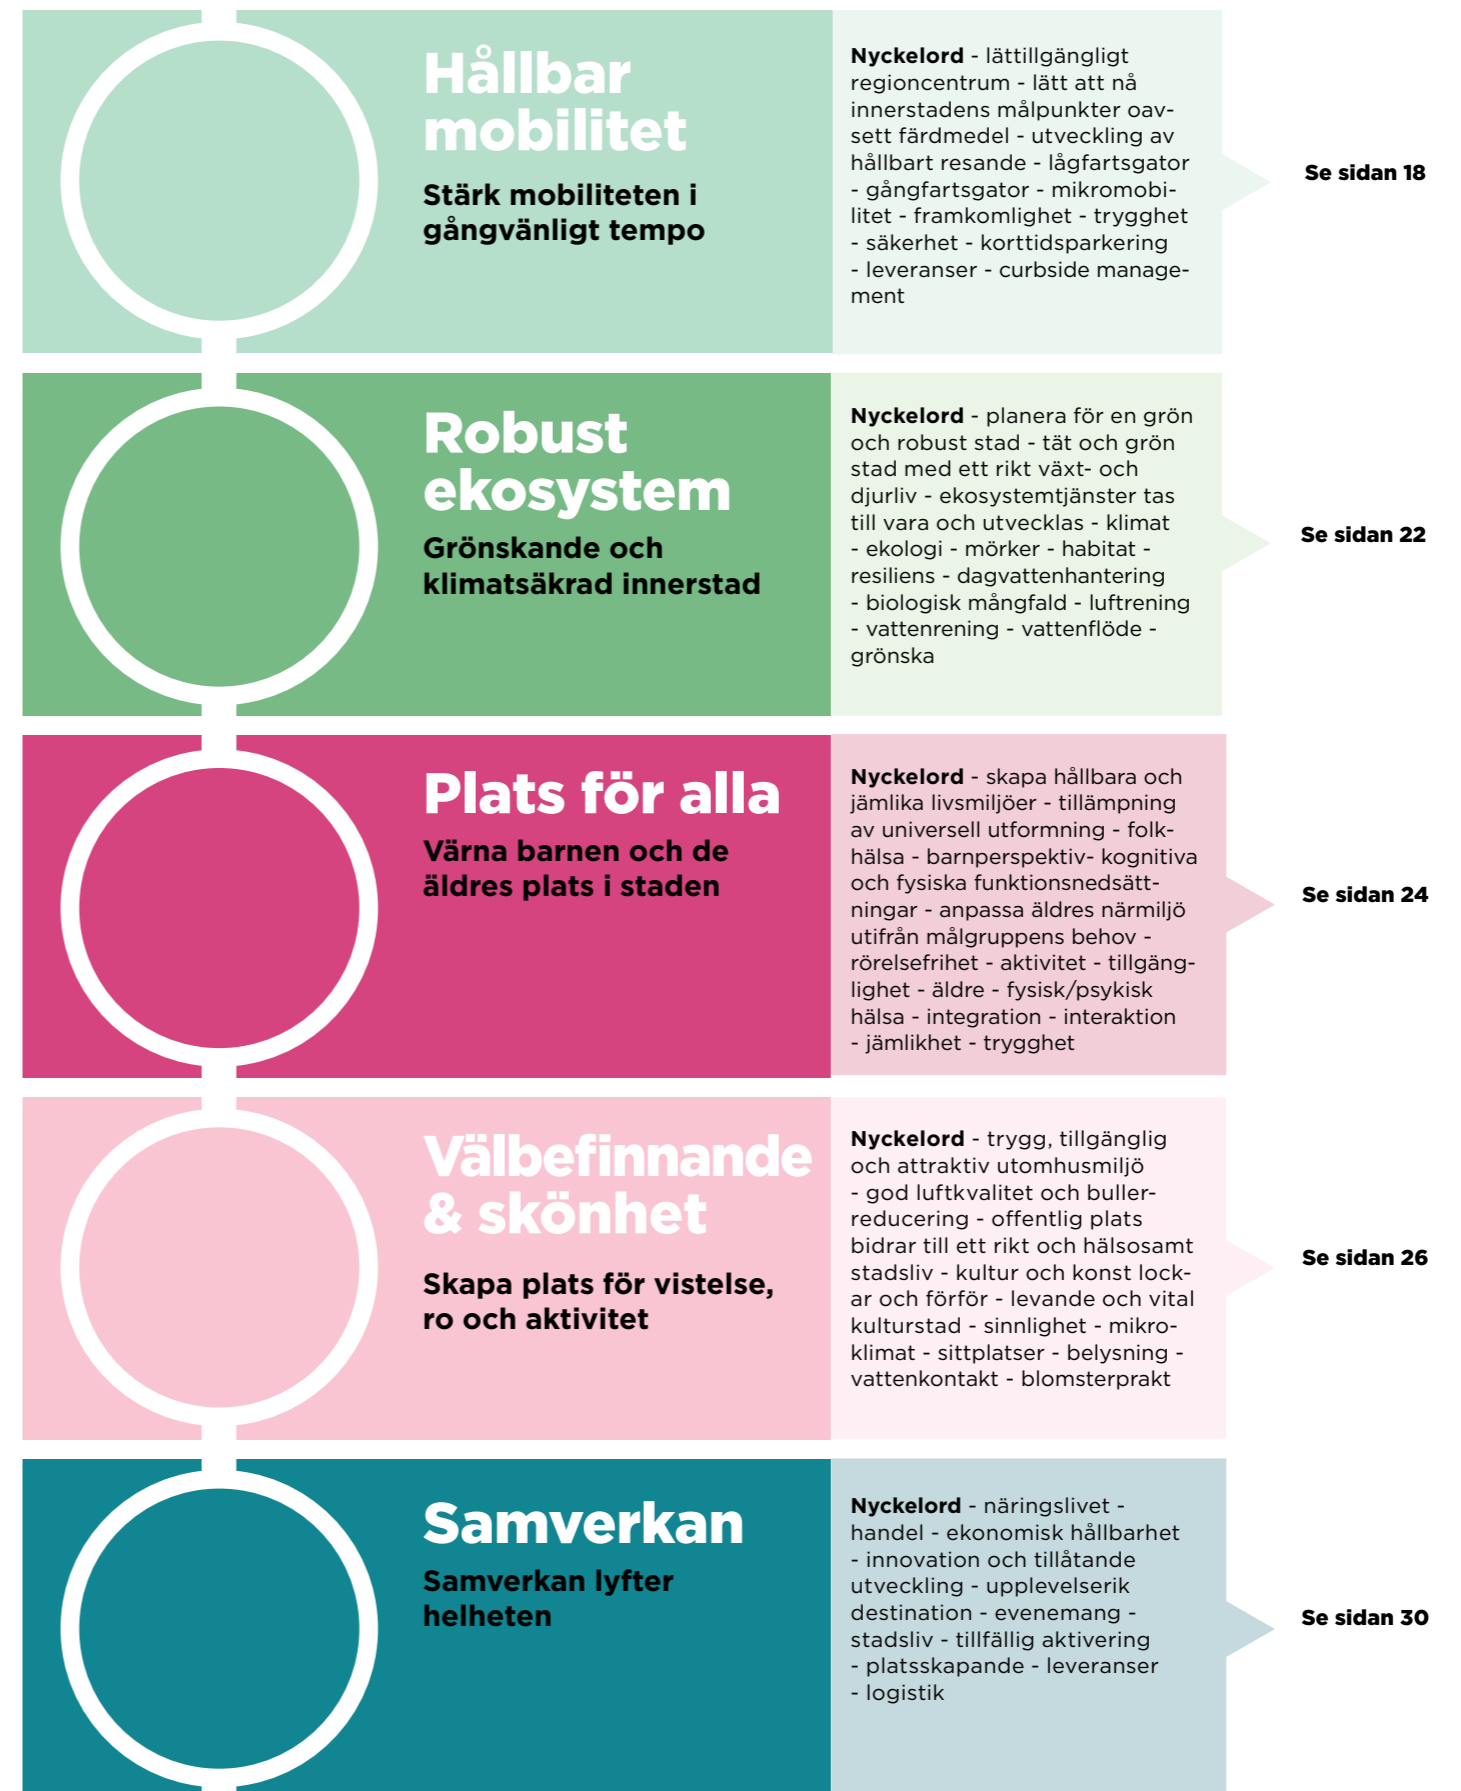 Hållbar
mobilitet
Stärk mobiliteten i
gångvänligt tempo
Nyckelord - lättillgängligt
regioncentrum - lätt att nå
innerstadens målpunkter oav-
sett färdmedel - utveckling av
hållbart resande - lågfartsgator
- gångfartsgator - mikromobi-
litet - framkomlighet - trygghet
- säkerhet - korttidsparkering
- leveranser - curbside manage-
ment
Se sidan 18
Robust
ekosystem
Grönskande och
klimatsäkrad innerstad
Nyckelord - planera för en grön
och robust stad - tät och grön
stad med ett rikt växt- och
djurliv - ekosystemtjänster tas
till vara och utvecklas - klimat
- ekologi - mörker - habitat -
resiliens - dagvattenhantering
- biologisk mångfald - luftrening
- vattenrening - vattenflöde -
grönska
Se sidan 22
Plats för alla
Värna barnen och de
äldres plats i staden
Nyckelord - skapa hållbara och
jämlika livsmiljöer - tillämpning
av universell utformning - folk-
hälsa - barnperspektiv- kognitiva
och fysiska funktionsnedsätt-
ningar - anpassa äldres närmiljö
utifrån målgruppens behov -
rörelsefrihet - aktivitet - tillgäng-
lighet - äldre - fysisk/psykisk
hälsa - integration - interaktion
- jämlikhet - trygghet
Se sidan 24
Välbefinnande
& skönhet
Skapa plats för vistelse,
ro och aktivitet
Nyckelord - trygg, tillgänglig
och attraktiv utomhusmiljö
- god luftkvalitet och buller-
reducering - offentlig plats
bidrar till ett rikt och hälsosamt
stadsliv - kultur och konst lock-
ar och förför - levande och vital
kulturstad - sinnlighet - mikro-
klimat - sittplatser - belysning -
vattenkontakt - blomsterprakt
Se sidan 26
Samverkan
Samverkan lyfter
helheten
Nyckelord - näringslivet -
handel - ekonomisk hållbarhet
- innovation och tillåtande
utveckling - upplevelserik
destination - evenemang -
stadsliv - tillfällig aktivering
- platsskapande - leveranser
- logistik
Se sidan 30